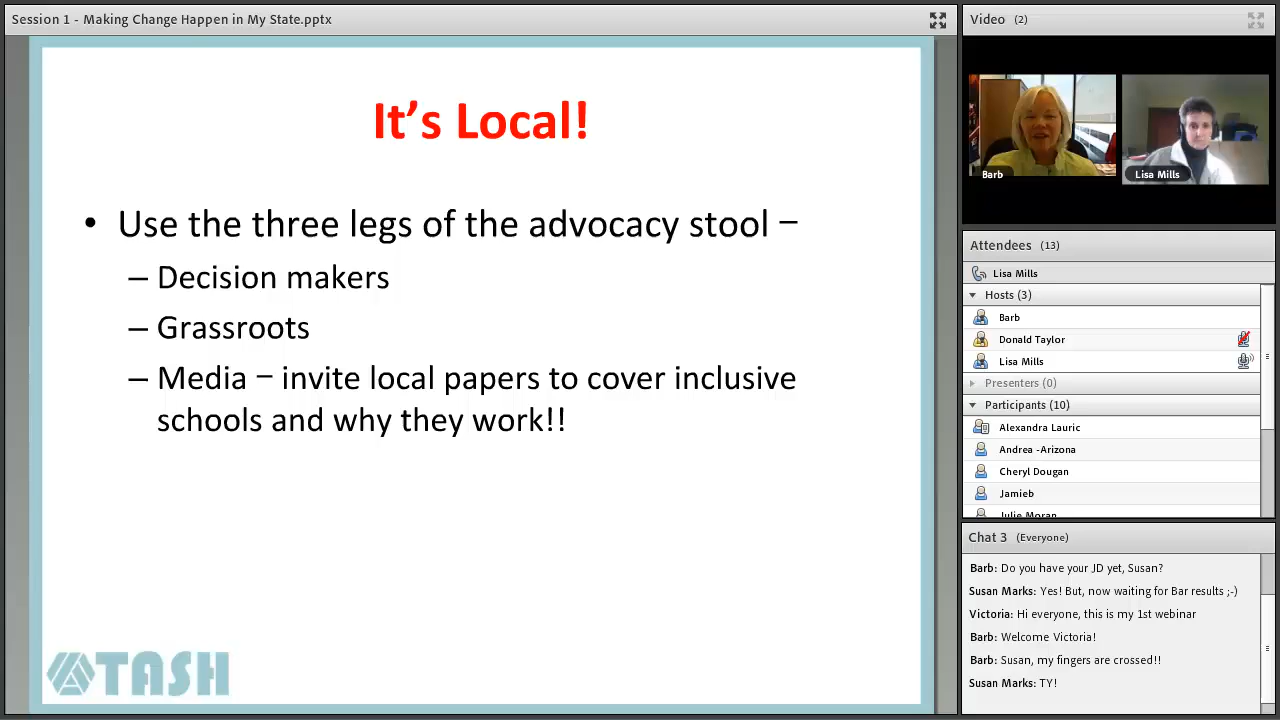 Session 1 - Making Change Happen in My State.pptx
It's Local!
• Use the three legs of the advocacy stool –
– Decision makers
– Grassroots
– Media – invite local papers to cover inclusive
schools and why they work!!
TASH
Video (2)
Barb
Lisa Mills
Attendees (13)
Lisa Mills
Hosts (3)
Barb
Donald Taylor
Lisa Mills
Presenters (0)
Participants (10)
Alexandra Lauric
Andrea -Arizona
Cheryl Dougan
Jamieb
Julie Moran
Chat 3 (Everyone)
Barb: Do you have your JD yet, Susan?
Susan Marks: Yes! But, now waiting for Bar results ;-)
Victoria: Hi everyone, this is my 1st webinar
Barb: Welcome Victoria!
Barb: Susan, my fingers are crossed!!
Susan Marks: TY!